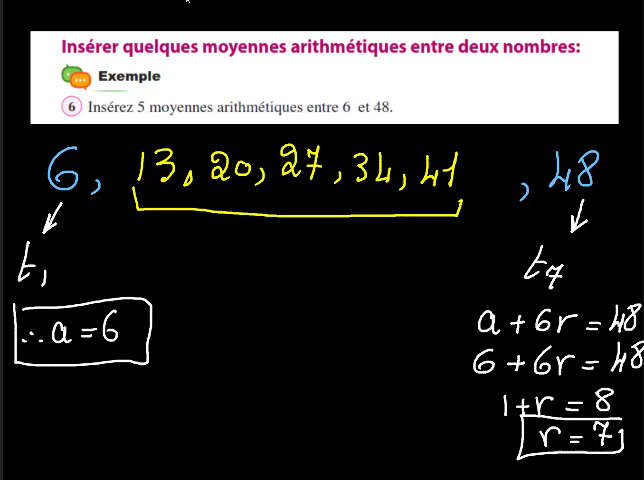 Insérer quelques moyennes arithmétiques entre deux nombres:
Exemple
6 Insérez 5 moyennes arithmétiques entre 6 et 48.
6, 13, 20, 27, 34, 41, 48
t₁ t₇
∴ a = 6
a + 6r = 48
6 + 6r = 48
1 + r = 8
r = 7